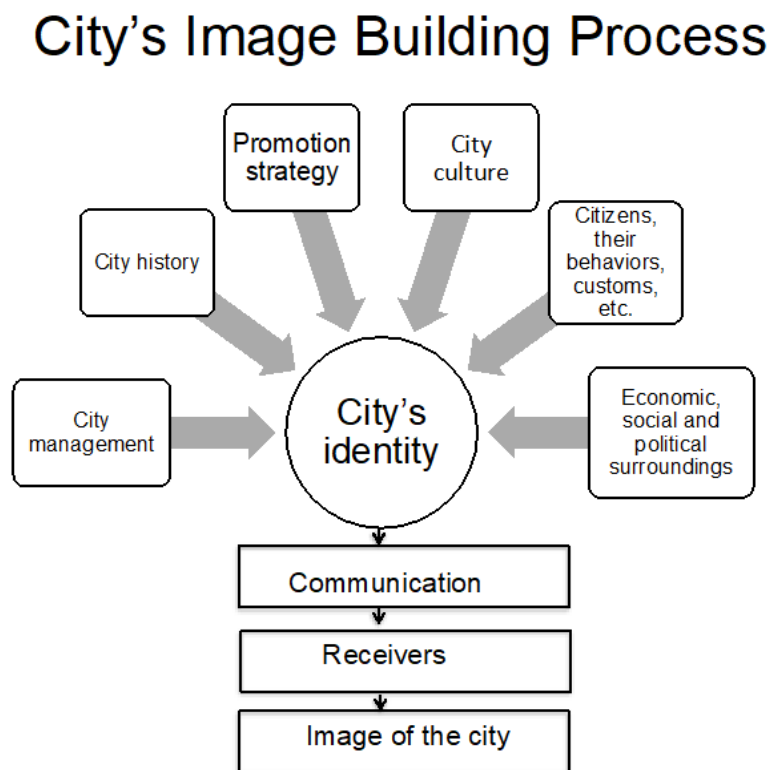 City's Image Building Process
Promotion
strategy
City
culture
City history
Citizens,
their
behaviors,
customs,
etc.
City
management
City's
identity
Economic,
social and
political
surroundings
Communication
Receivers
Image of the city